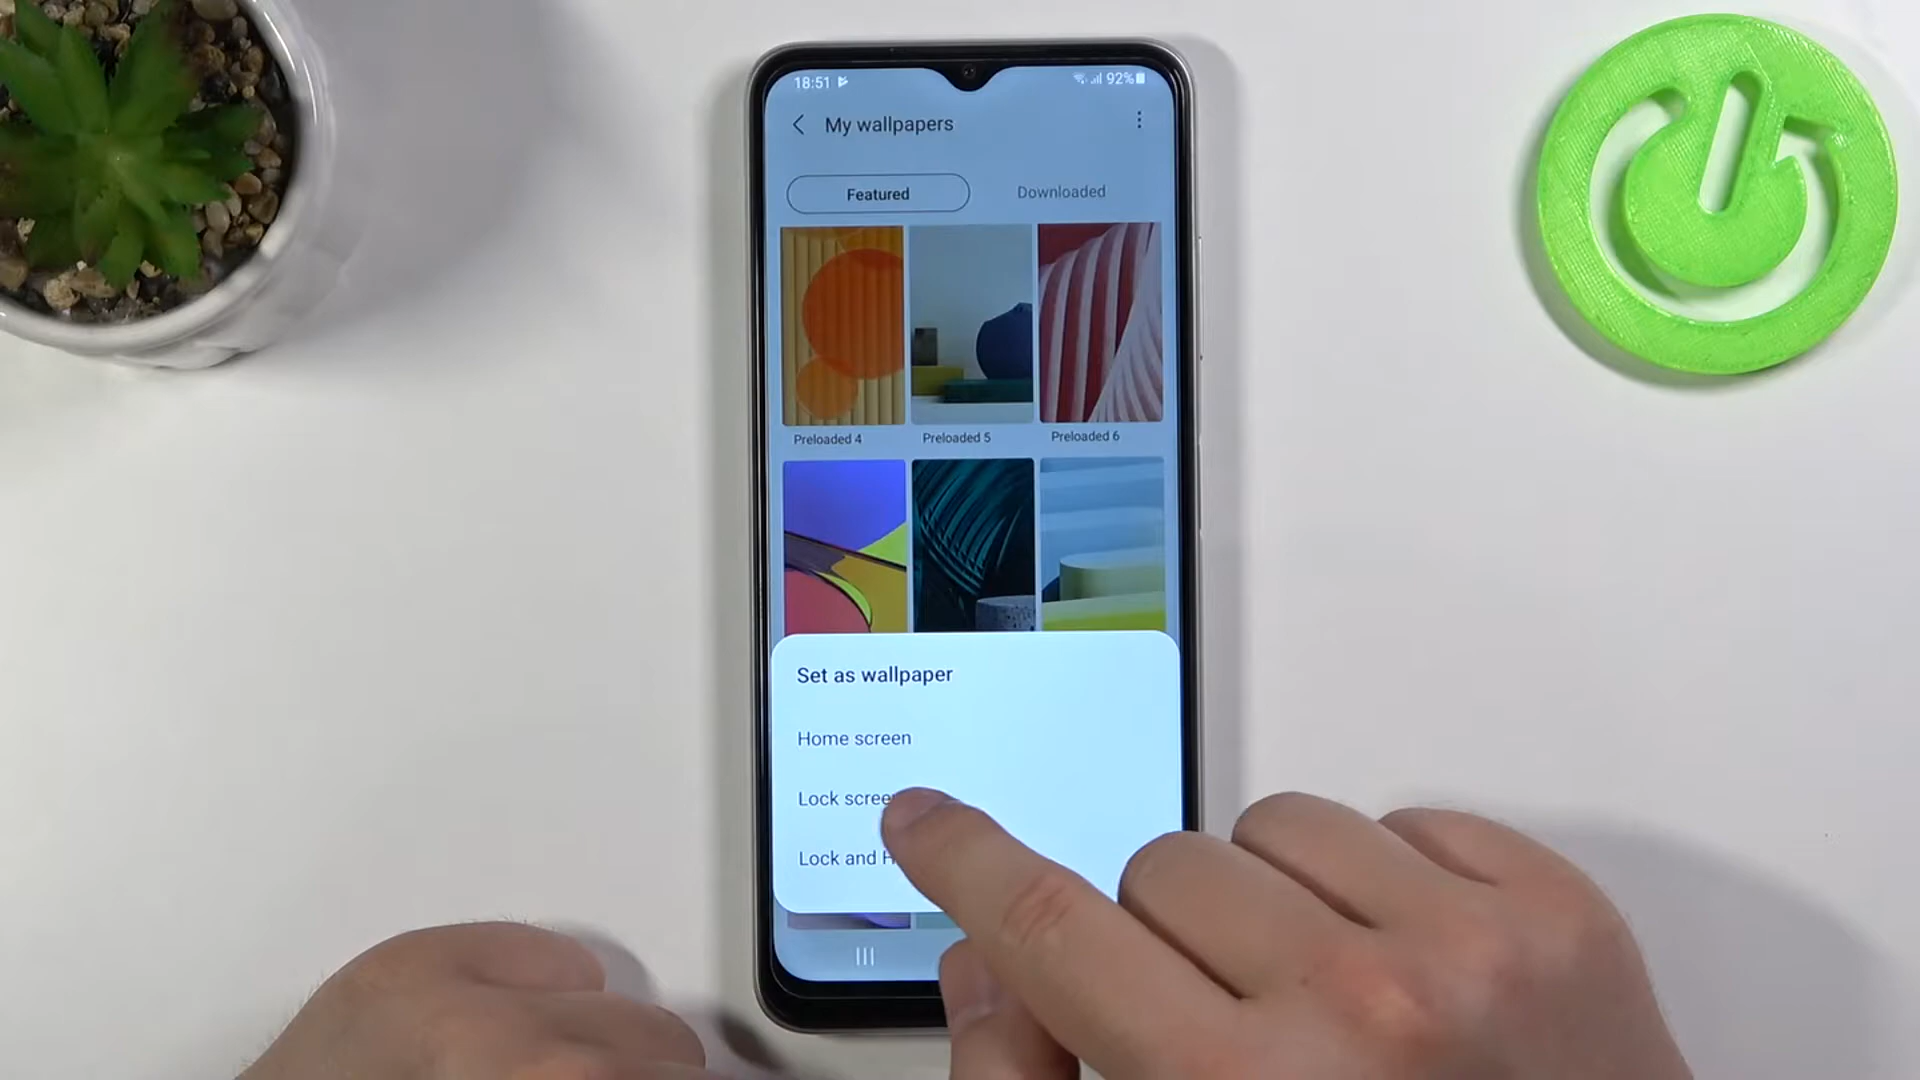 18:51
92%
My wallpapers
Featured
Downloaded
Preloaded 4
Preloaded 5
Preloaded 6
Set as wallpaper
Home screen
Lock screen
Lock and